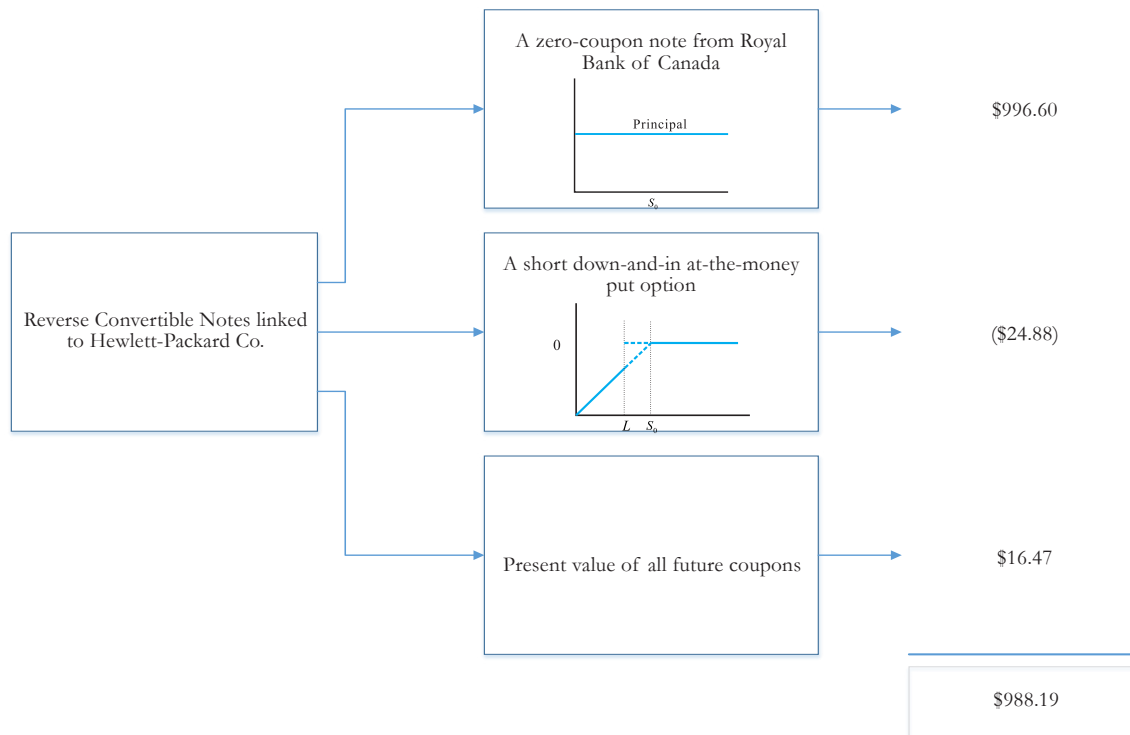 A zero-coupon note from Royal
Bank of Canada
Principal
S₀
$996.60
Reverse Convertible Notes linked
to Hewlett-Packard Co.
A short down-and-in at-the-money
put option
0
L S₀
($24.88)
Present value of all future coupons
$16.47
$988.19